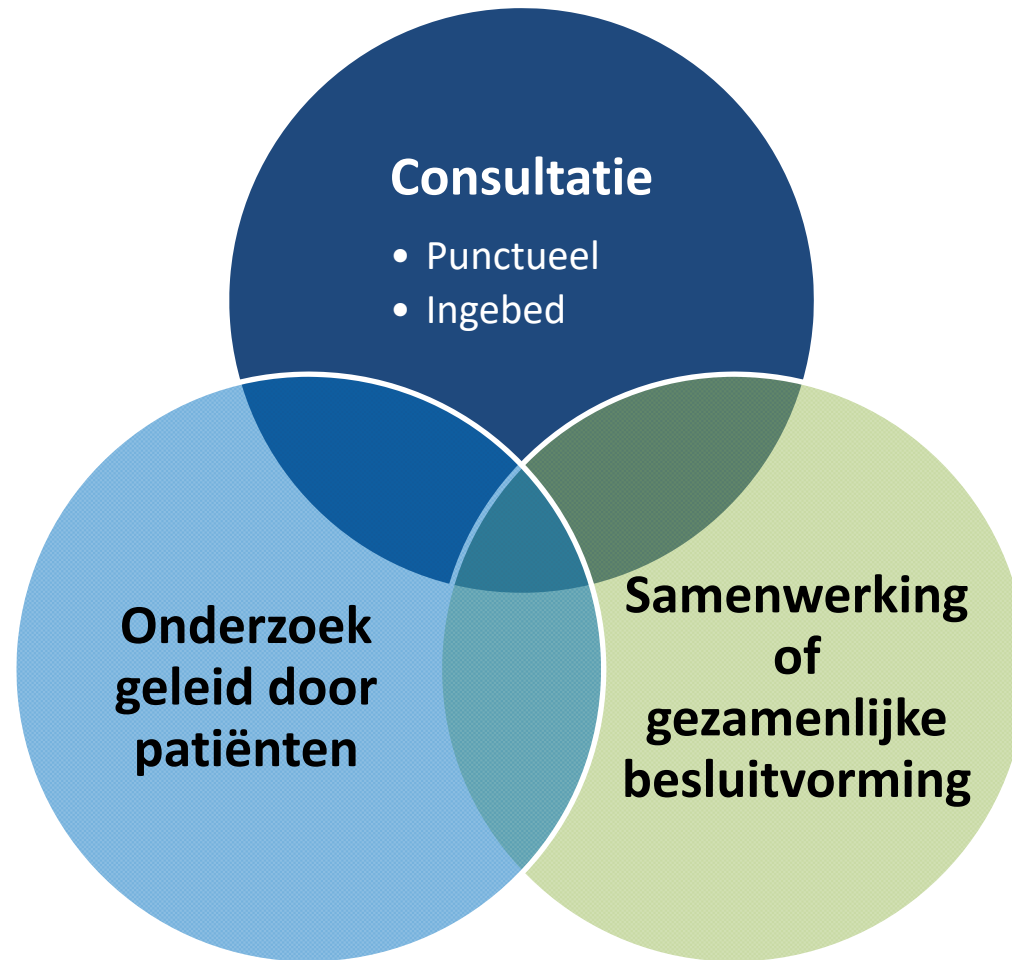 Consultatie
• Punctueel
• Ingebed
Onderzoek
geleid door
patiënten
Samenwerking
of
gezamenlijke
besluitvorming